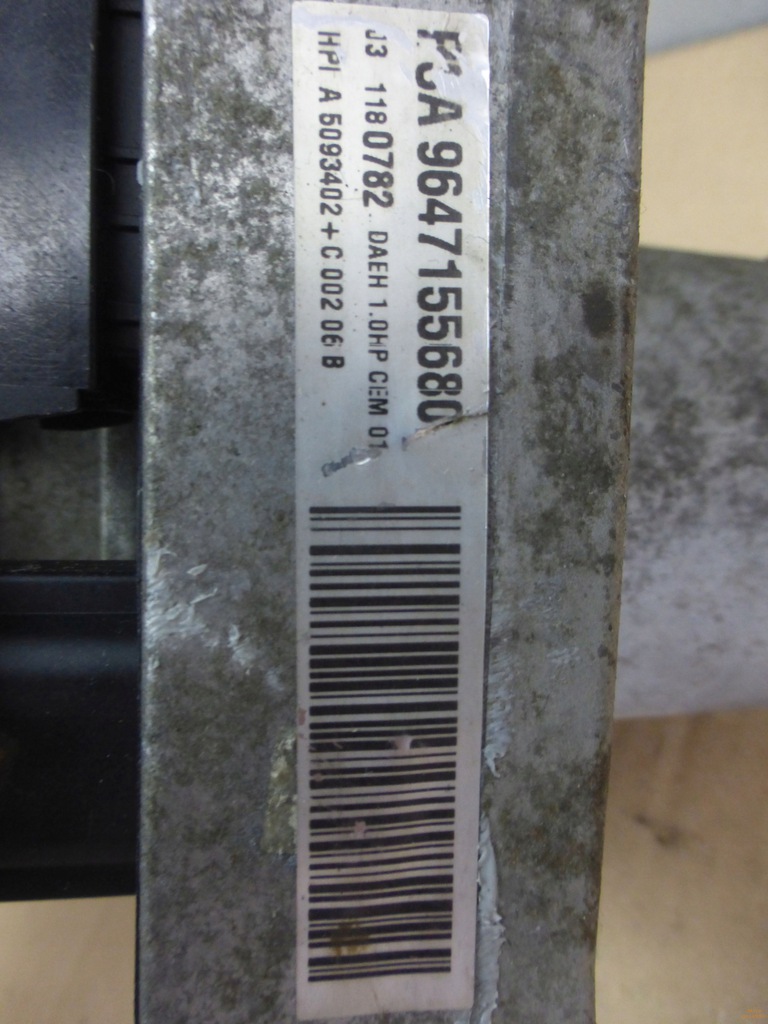 PSA 9647155680
J3 1180782 DAEH 1.0HP CEM 01
HPI A 5093402+C 002 06 B